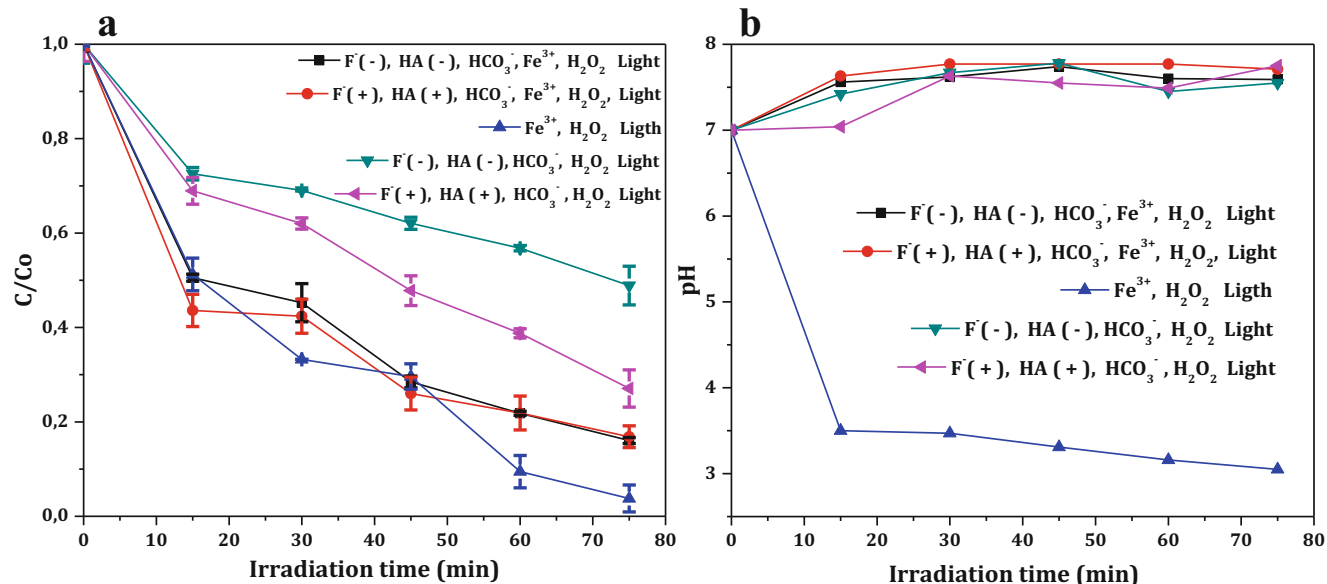 a
1,0
0,8
0,6
0,4
0,2
0,0
C/Co
0 10 20 30 40 50 60 70 80
Irradiation time (min)
F⁻(-), HA (-), HCO₃⁻, Fe³⁺, H₂O₂ Light
F⁻(+), HA (+), HCO₃⁻, Fe³⁺, H₂O₂, Light
Fe³⁺, H₂O₂ Ligth
F⁻(-), HA (-), HCO₃⁻, H₂O₂ Light
F⁻(+), HA (+), HCO₃⁻, H₂O₂ Light
b
8
7
6
5
4
3
pH
0 10 20 30 40 50 60 70 80
Irradiation time (min)
F⁻(-), HA (-), HCO₃⁻, Fe³⁺, H₂O₂ Light
F⁻(+), HA (+), HCO₃⁻, Fe³⁺, H₂O₂, Light
Fe³⁺, H₂O₂ Ligth
F⁻(-), HA (-), HCO₃⁻, H₂O₂ Light
F⁻(+), HA (+), HCO₃⁻, H₂O₂ Light